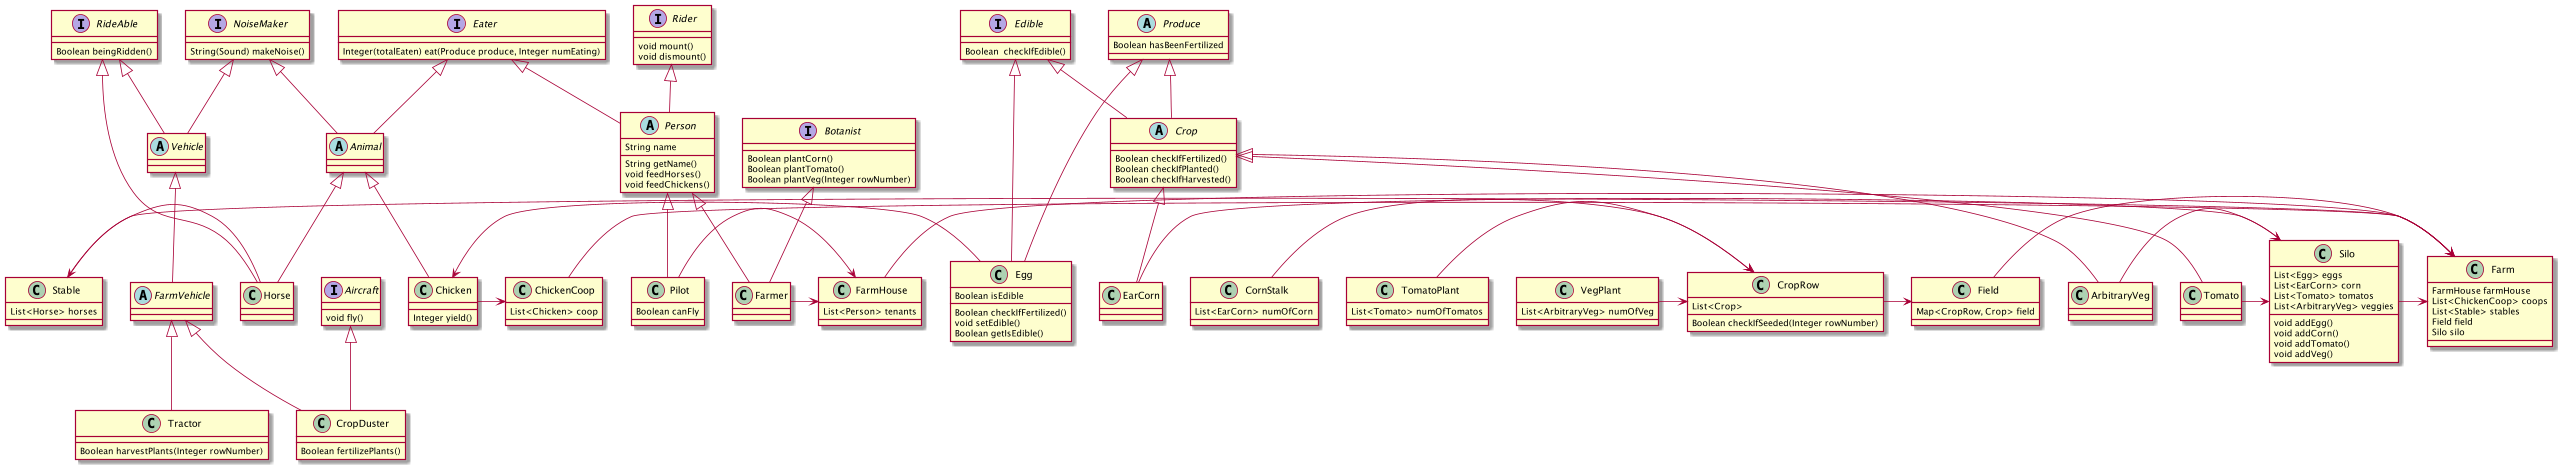 I RideAble
Boolean beingRidden()
I NoiseMaker
String(Sound) makeNoise()
I Eater
Integer(totalEaten) eat(Produce produce, Integer numEating)
I Rider
void mount()
void dismount()
I Edible
Boolean checkIfEdible()
A Produce
Boolean hasBeenFertilized
A Vehicle
A Animal
A Person
String name
String getName()
void feedHorses()
void feedChickens()
I Botanist
Boolean plantCorn()
Boolean plantTomato()
Boolean plantVeg(Integer rowNumber)
A Crop
Boolean checkIfFertilized()
Boolean checkIfPlanted()
Boolean checkIfHarvested()
C Stable
List<Horse> horses
A FarmVehicle
C Horse
I Aircraft
void fly()
C Chicken
Integer yield()
C ChickenCoop
List<Chicken> coop
C Pilot
Boolean canFly
C Farmer
C FarmHouse
List<Person> tenants
C Egg
Boolean isEdible
Boolean checkIfFertilized()
void setEdible()
Boolean getIsEdible()
C EarCorn
C CornStalk
List<EarCorn> numOfCorn
C TomatoPlant
List<Tomato> numOfTomatos
C VegPlant
List<ArbitraryVeg> numOfVeg
C CropRow
List<Crop>
Boolean checkIfSeeded(Integer rowNumber)
C Field
Map<CropRow, Crop> field
C ArbitraryVeg
C Tomato
C Silo
List<Egg> eggs
List<EarCorn> corn
List<Tomato> tomatos
List<ArbitraryVeg> veggies
void addEgg()
void addCorn()
void addTomato()
void addVeg()
C Farm
FarmHouse farmHouse
List<ChickenCoop> coops
List<Stable> stables
Field field
Silo silo
C Tractor
Boolean harvestPlants(Integer rowNumber)
C CropDuster
Boolean fertilizePlants()